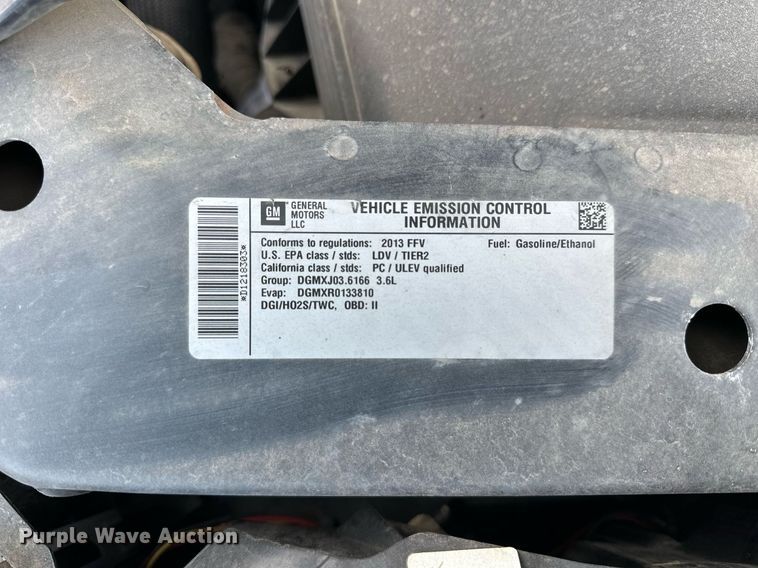 GM
GENERAL
MOTORS
LLC
VEHICLE EMISSION CONTROL
INFORMATION
*D1218303*
Conforms to regulations: 2013 FFV Fuel: Gasoline/Ethanol
U.S. EPA class / stds: LDV / TIER2
California class / stds: PC / ULEV qualified
Group: DGMXJ03.6166 3.6L
Evap: DGMXR0133810
DGI/HO2S/TWC, OBD: II
Purple Wave Auction